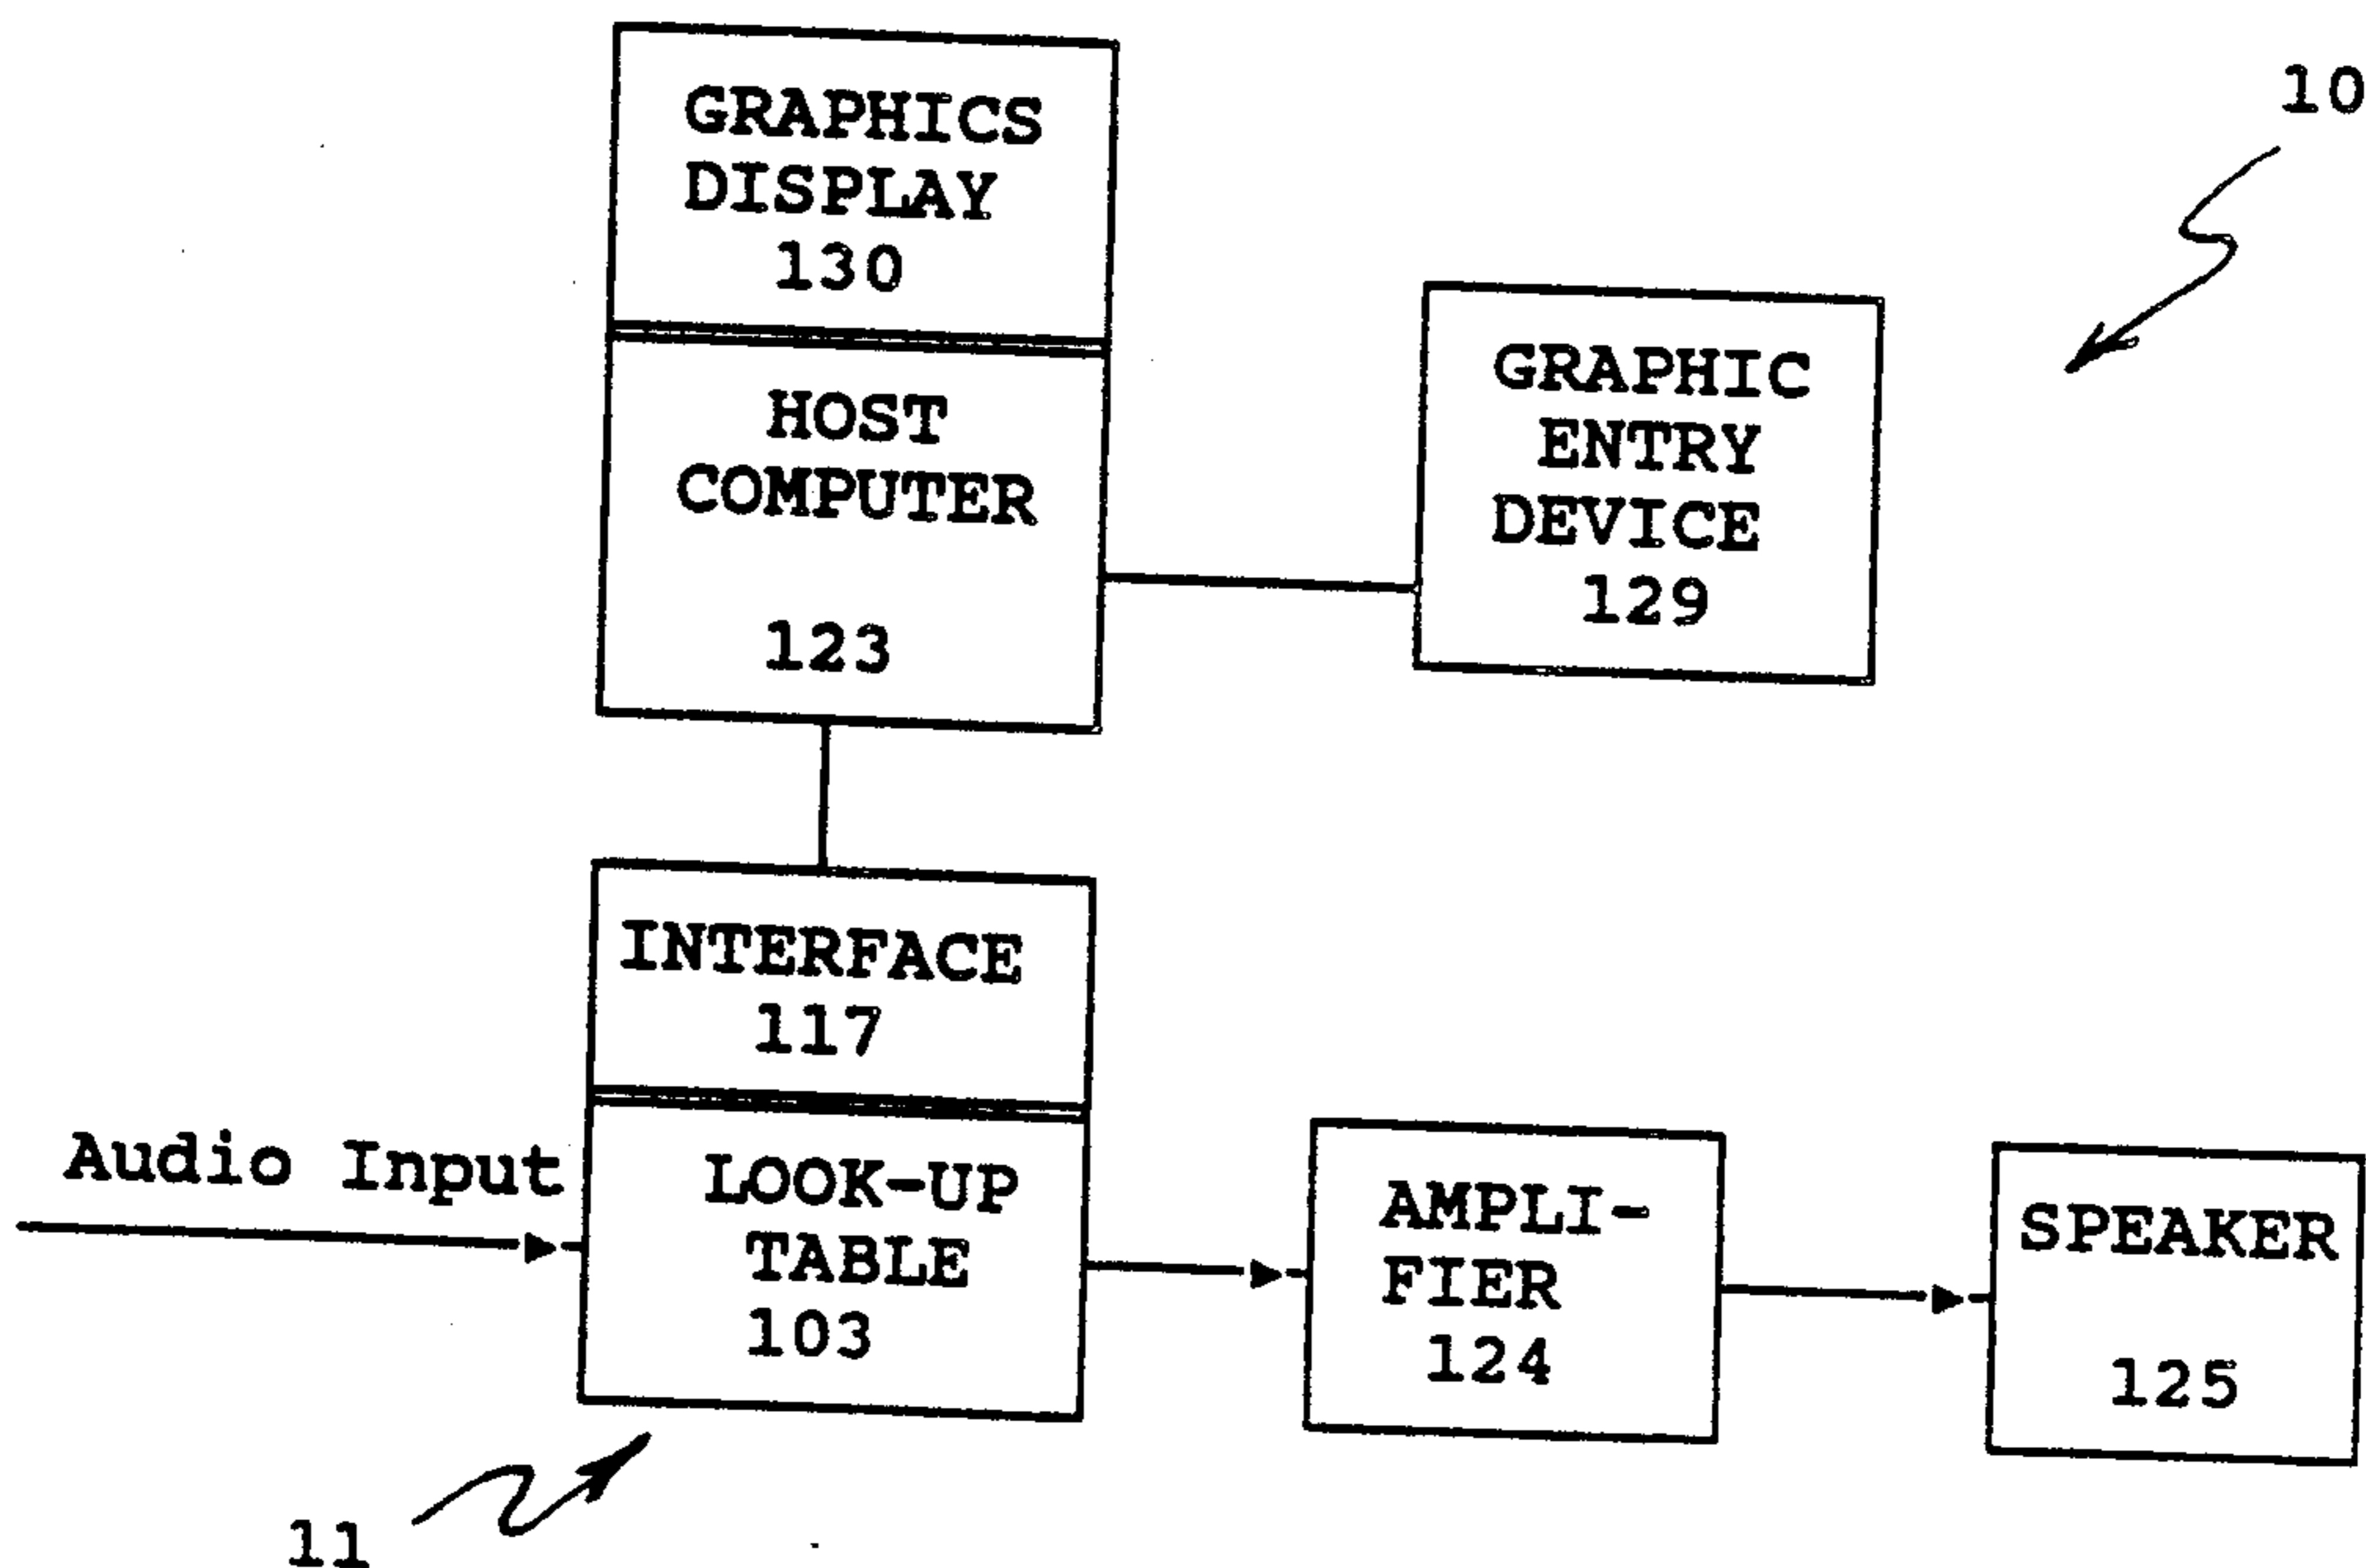 GRAPHICS
DISPLAY
130
10
HOST
COMPUTER
123
GRAPHIC
ENTRY
DEVICE
129
INTERFACE
117
Audio Input
LOOK-UP
TABLE
103
AMPLI-
FIER
124
SPEAKER
125
11